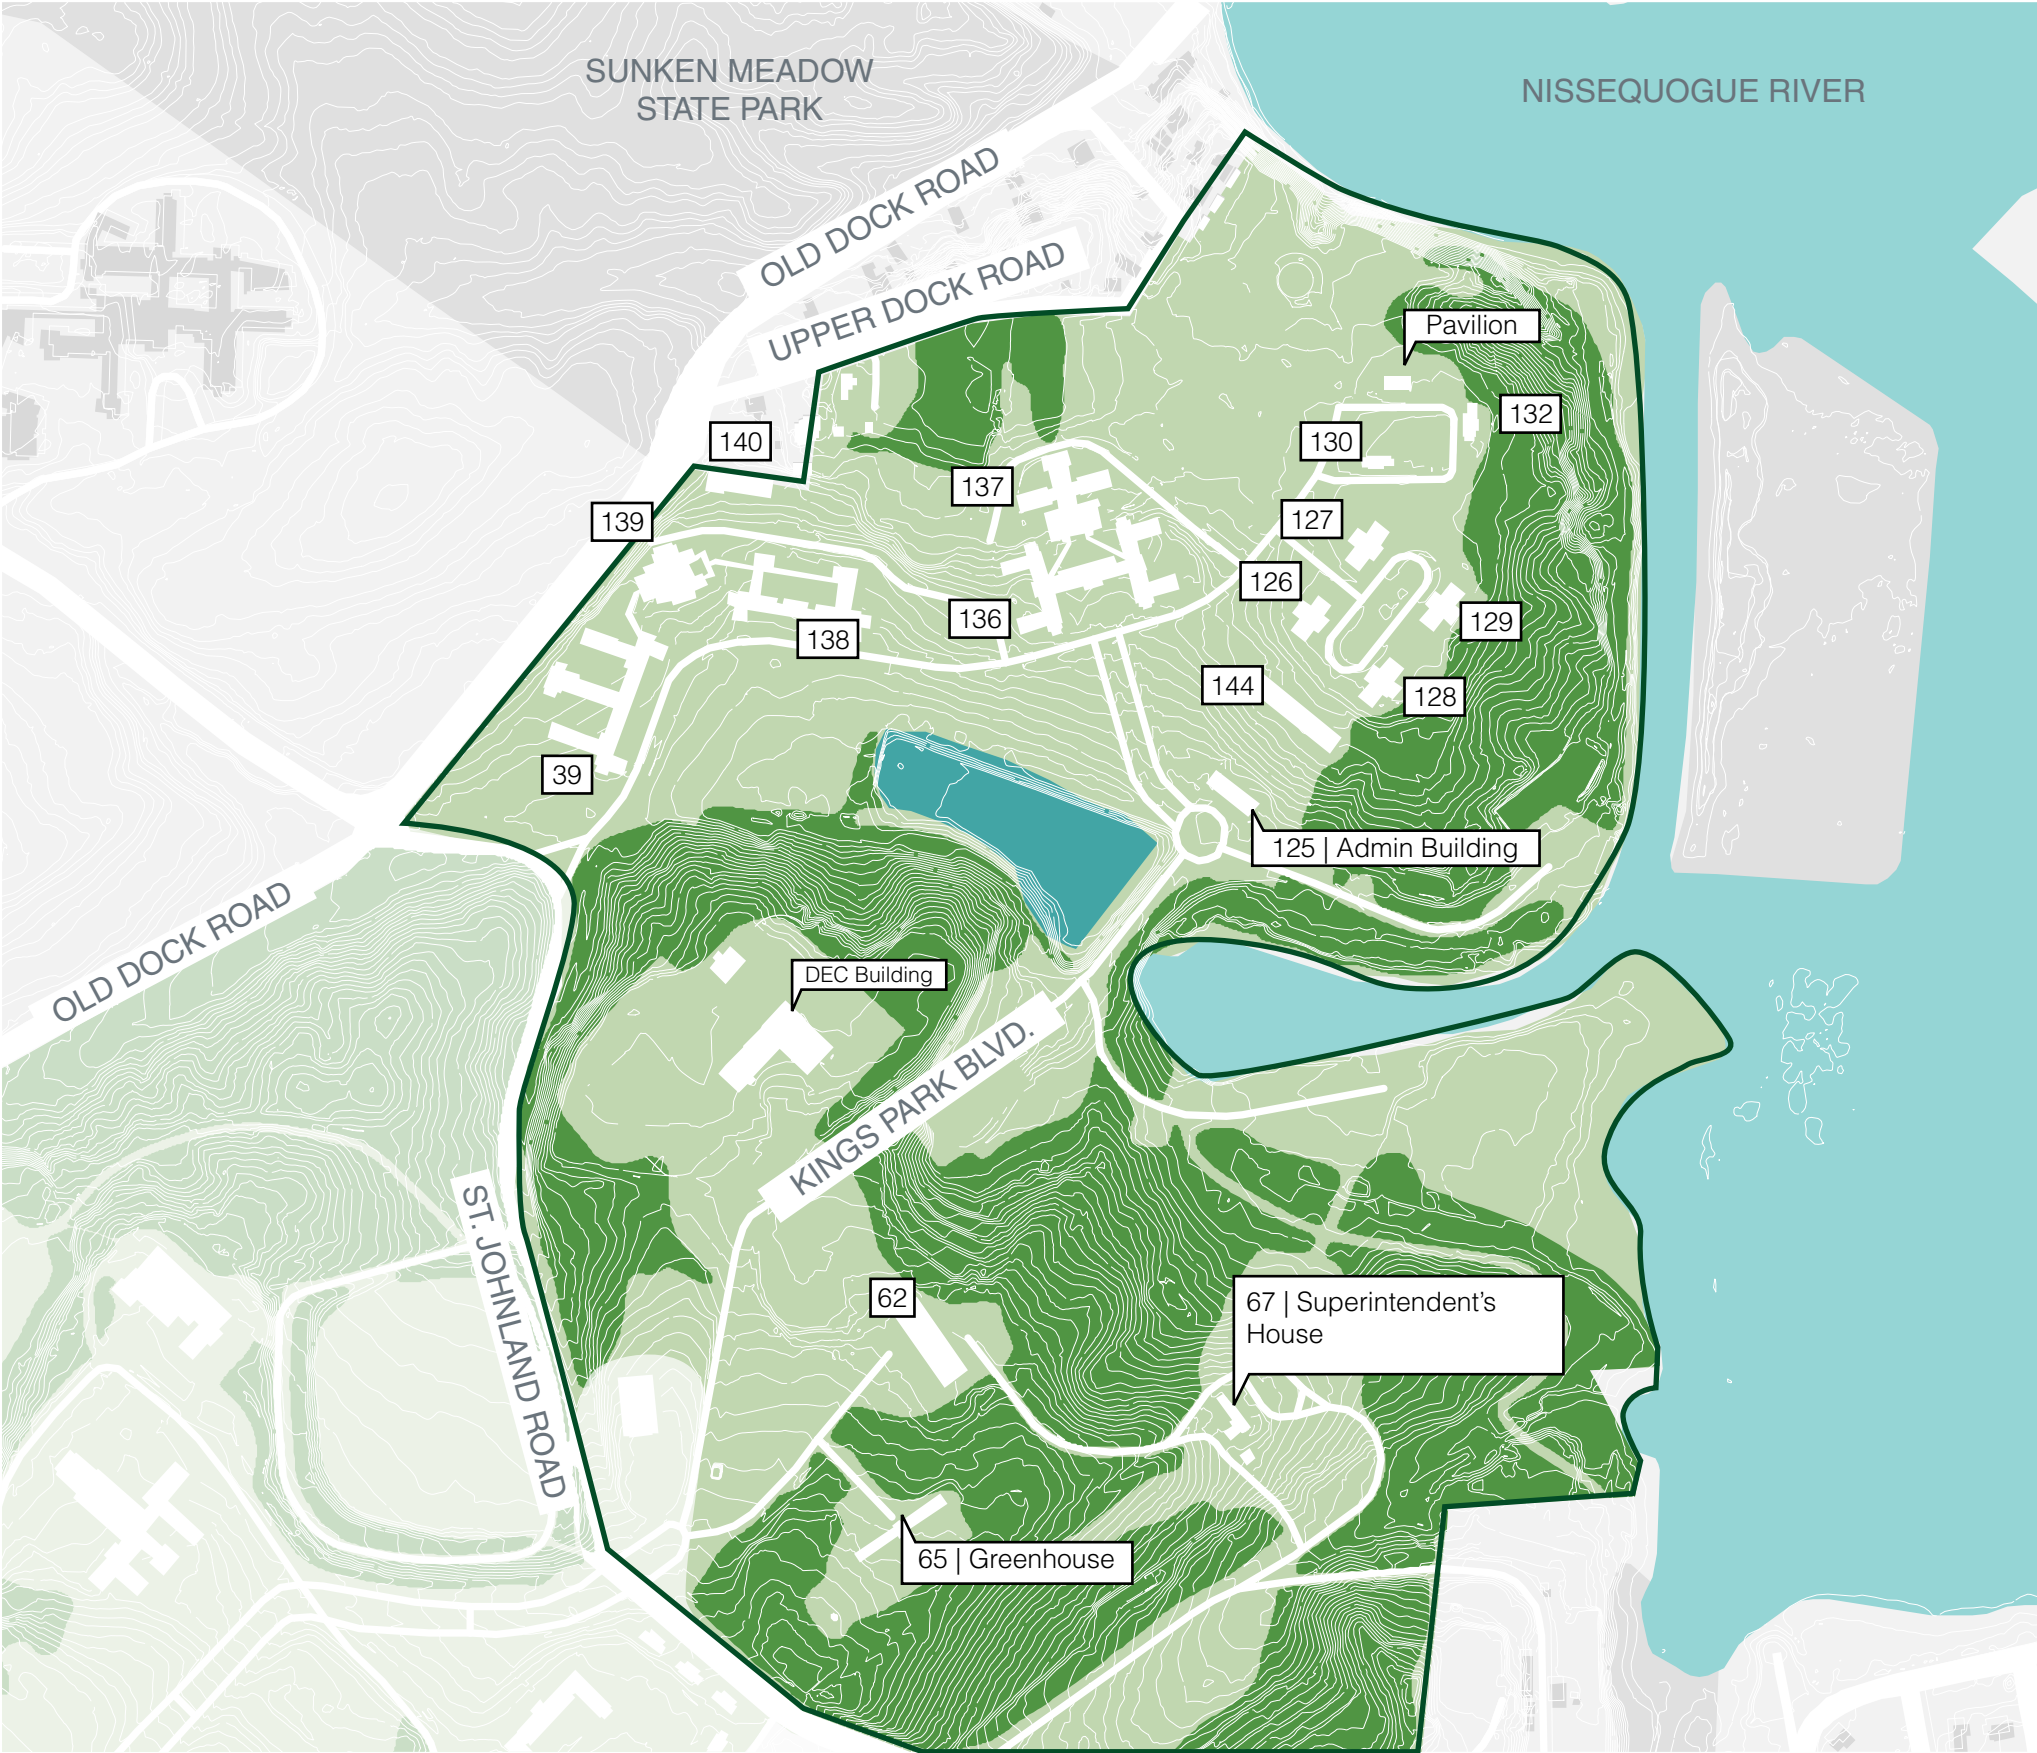 SUNKEN MEADOW
STATE PARK
NISSEQUOGUE RIVER
OLD DOCK ROAD
UPPER DOCK ROAD
Pavilion
132
140
130
137
139
127
126
136
129
138
144
128
39
125 | Admin Building
OLD DOCK ROAD
DEC Building
KINGS PARK BLVD.
ST. JOHNLAND ROAD
62
67 | Superintendent's
House
65 | Greenhouse